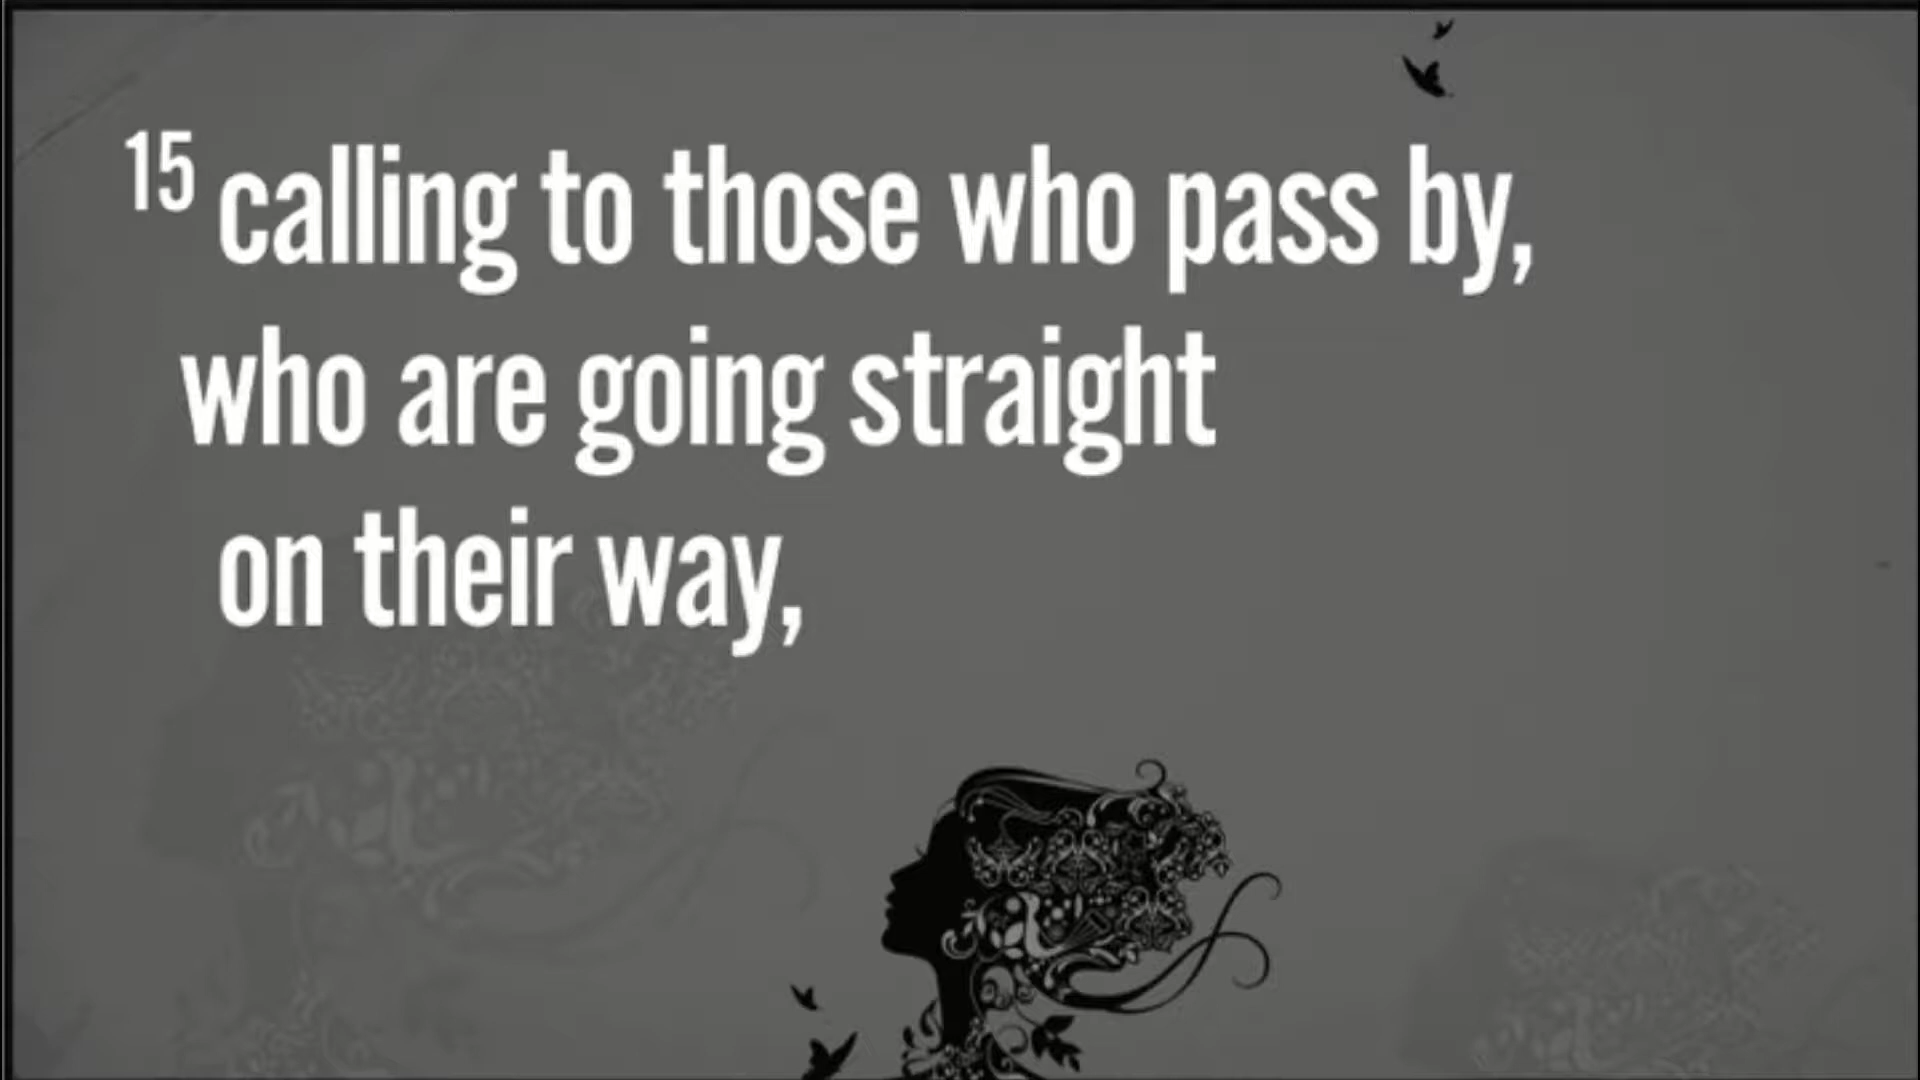 15 calling to those who pass by,
who are going straight
on their way,